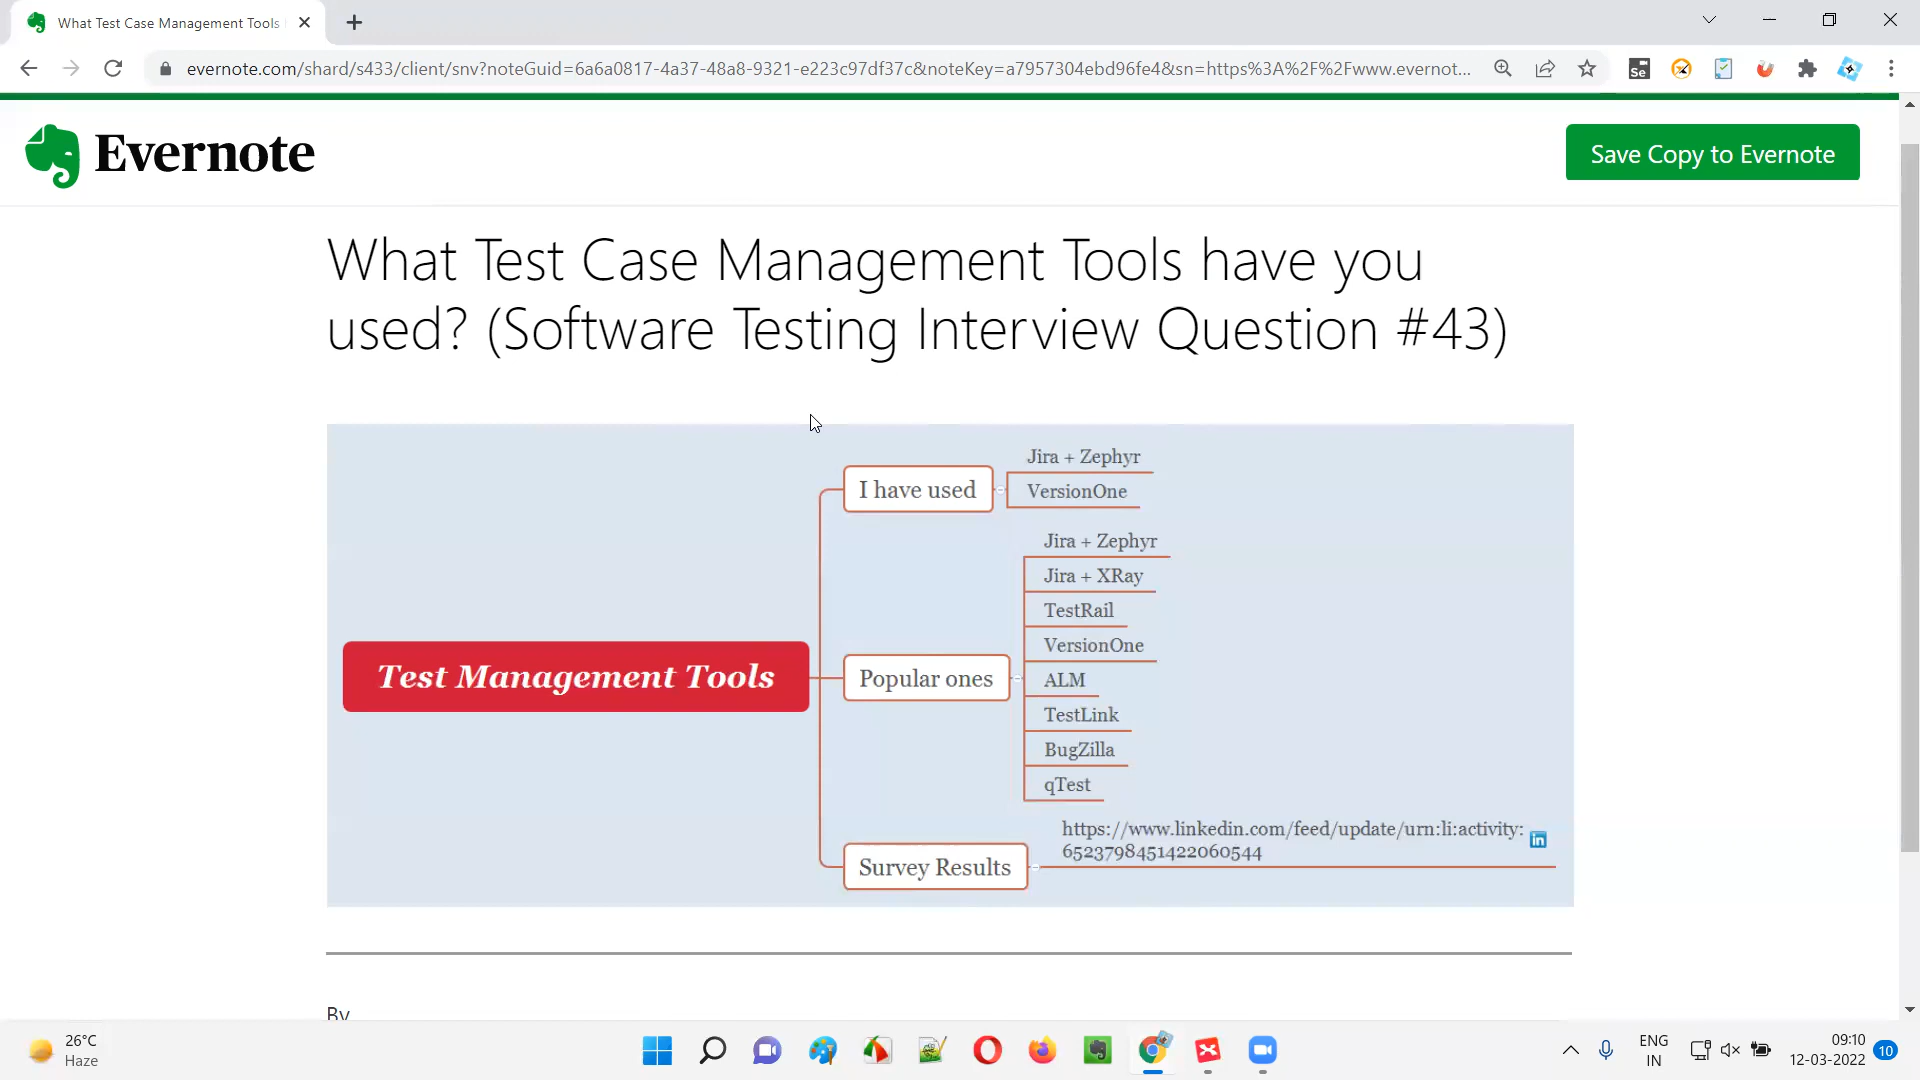 What Test Case Management Tools
evernote.com/shard/s433/client/snv?noteGuid=6a6a0817-4a37-48a8-9321-e223c97df37c&noteKey=a7957304ebd96fe4&sn=https%3A%2F%2Fwww.evernot...
Se
Evernote
Save Copy to Evernote
What Test Case Management Tools have you
used? (Software Testing Interview Question #43)
Jira + Zephyr
I have used
VersionOne
Jira + Zephyr
Jira + XRay
TestRail
VersionOne
Test Management Tools
Popular ones
ALM
TestLink
BugZilla
qTest
https://www.linkedin.com/feed/update/urn:li:activity:
6523798451422060544
in
Survey Results
By
26°C
Haze
ENG
IN
09:10
12-03-2022
10